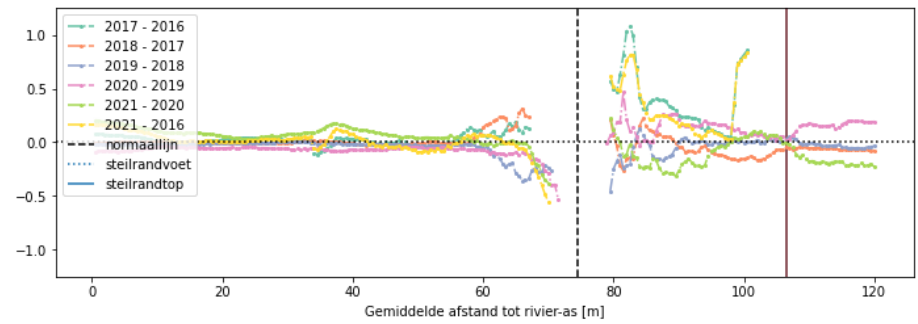 1.0
0.5
0.0
−0.5
−1.0
2017 - 2016
2018 - 2017
2019 - 2018
2020 - 2019
2021 - 2020
2021 - 2016
normaallijn
steilrandvoet
steilrandtop
0 20 40 60 80 100 120
Gemiddelde afstand tot rivier-as [m]